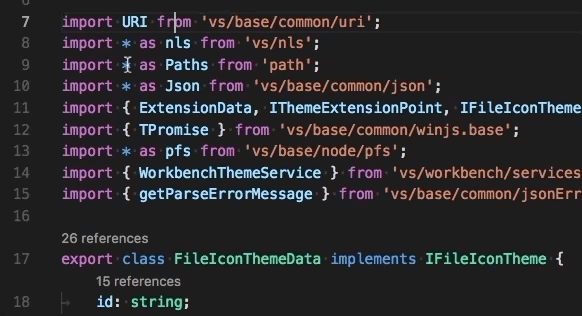 7 import URI from 'vs/base/common/uri';
8 import * as nls from 'vs/nls';
9 import * as Paths from 'path';
10 import * as Json from 'vs/base/common/json';
11 import { ExtensionData, IThemeExtensionPoint, IFileIconTheme
12 import { TPromise } from 'vs/base/common/winjs.base';
13 import * as pfs from 'vs/base/node/pfs';
14 import { WorkbenchThemeService } from 'vs/workbench/services
15 import { getParseErrorMessage } from 'vs/base/common/jsonErr
16
26 references
17 export class FileIconThemeData implements IFileIconTheme {
15 references
18 id: string;